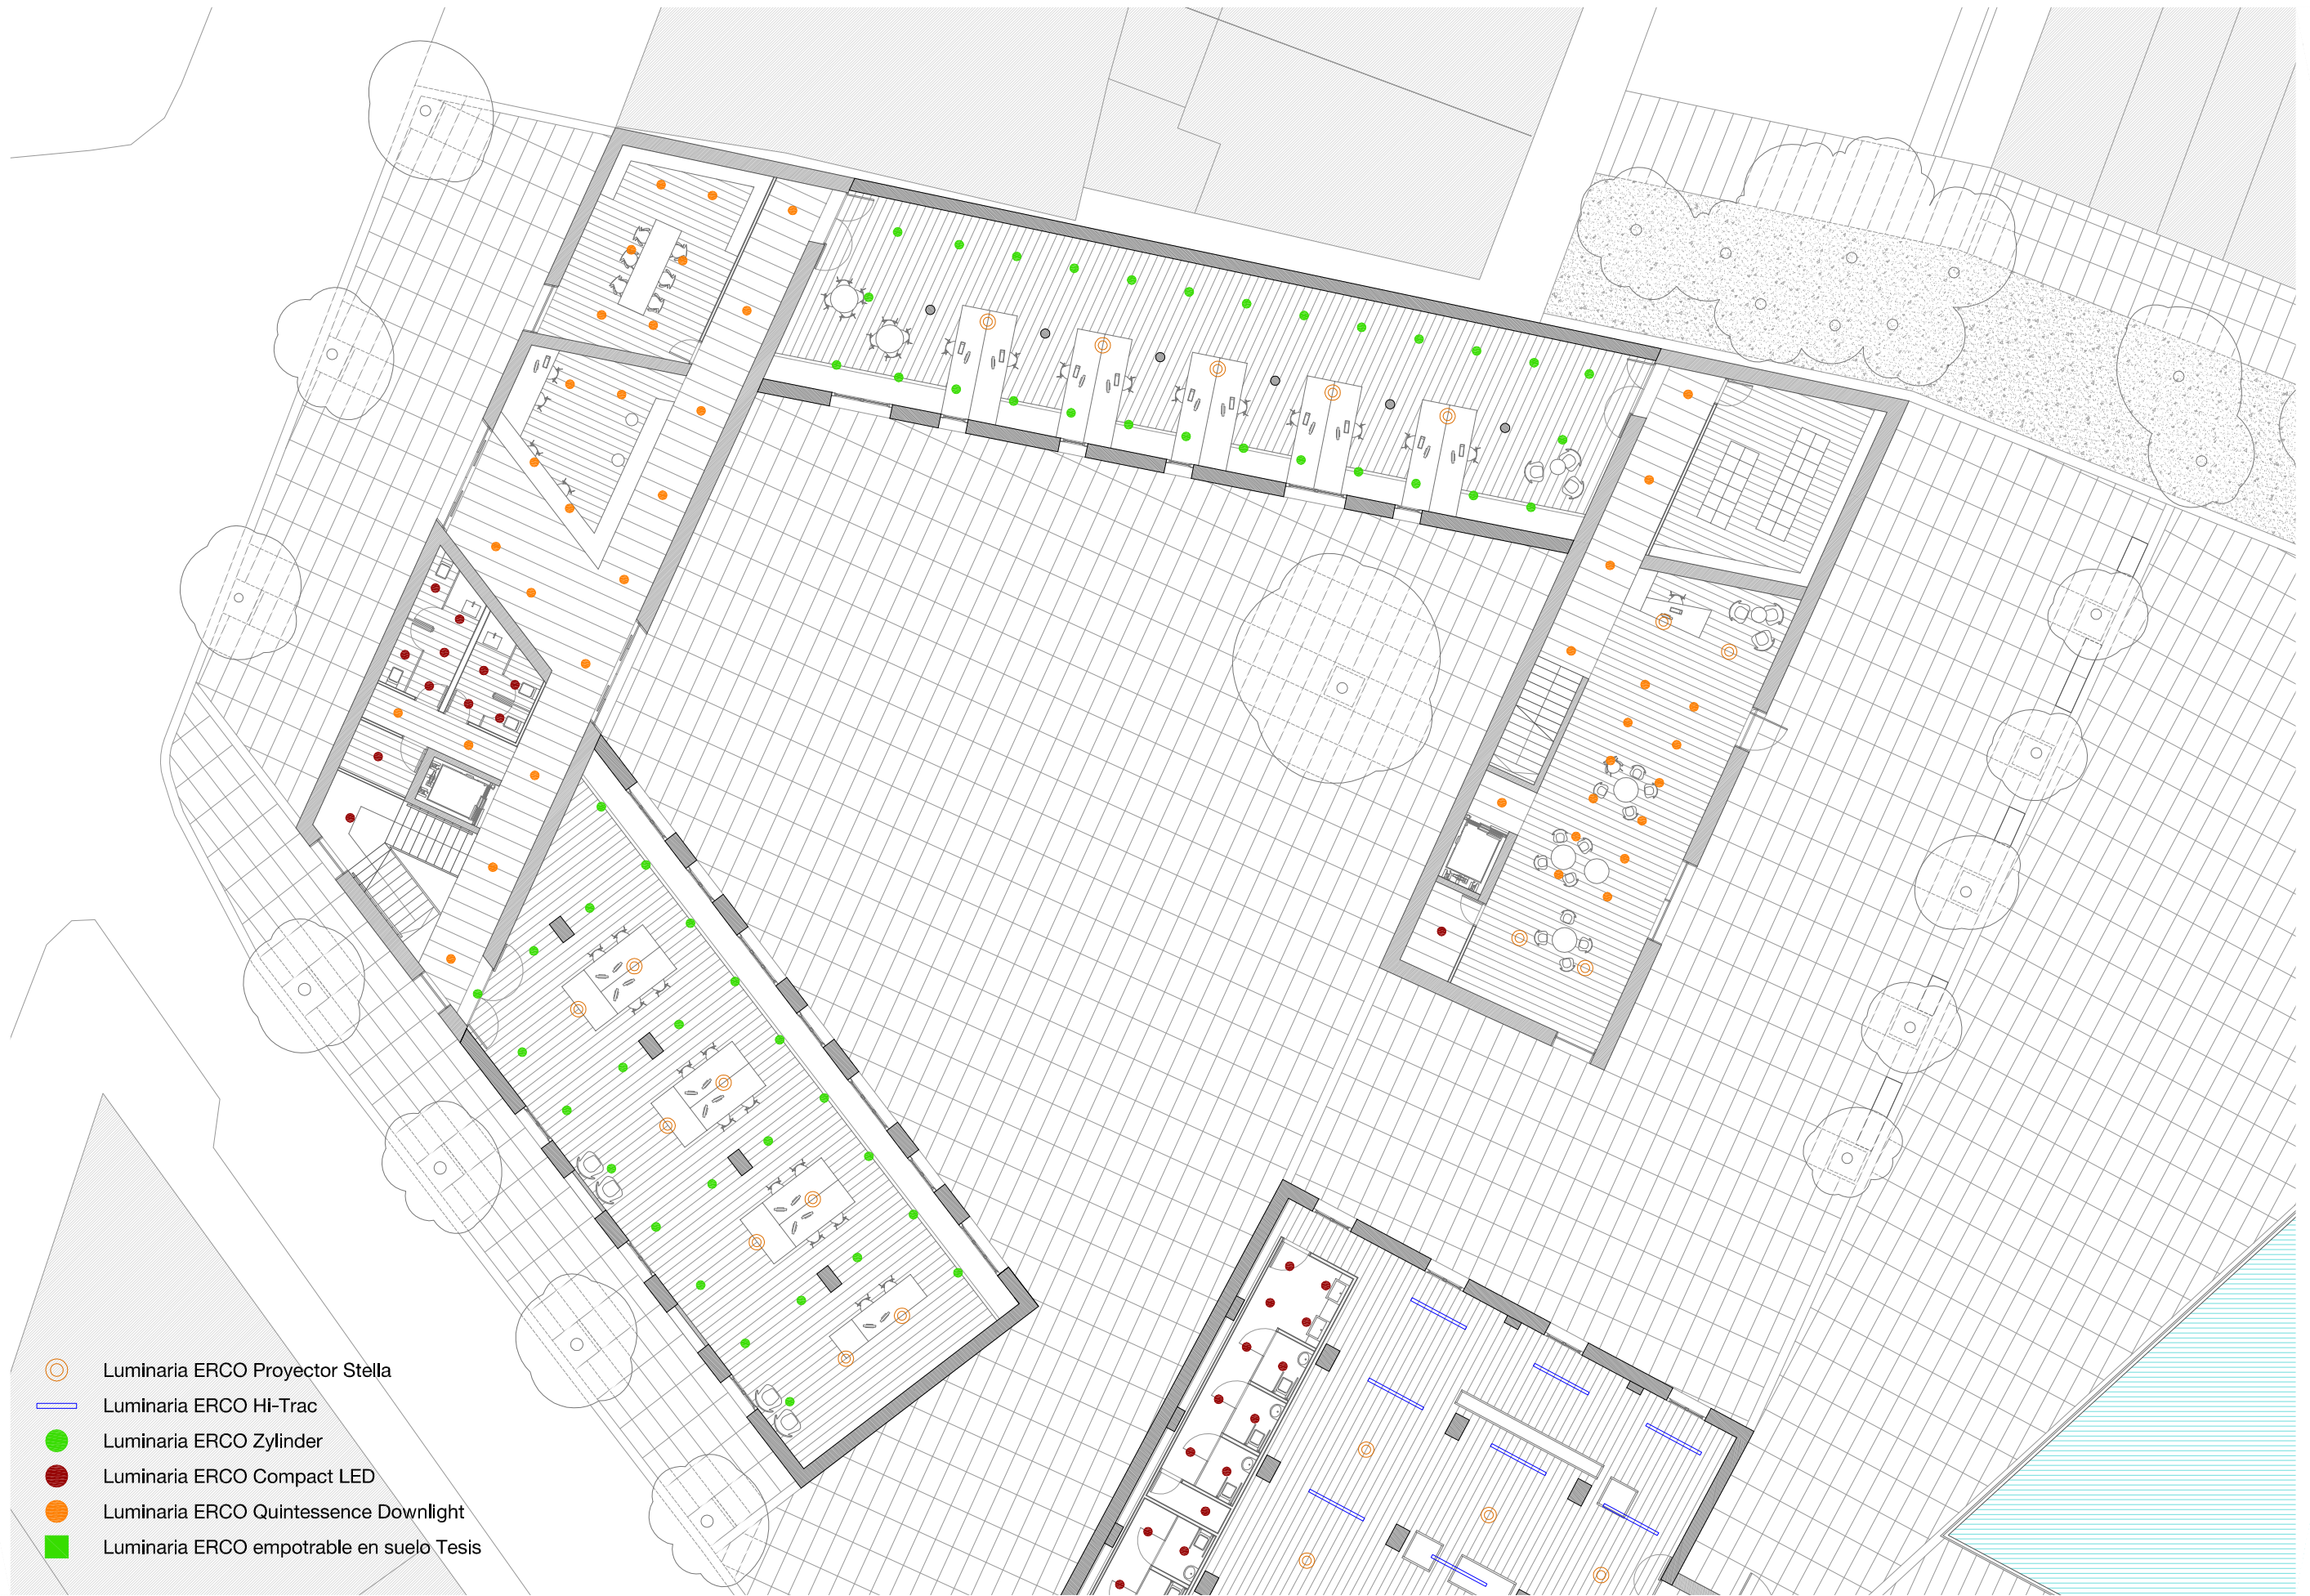 Luminaria ERCO Proyector Stella
Luminaria ERCO Hi-Trac
Luminaria ERCO Zylinder
Luminaria ERCO Compact LED
Luminaria ERCO Quintessence Downlight
Luminaria ERCO empotrable en suelo Tesis